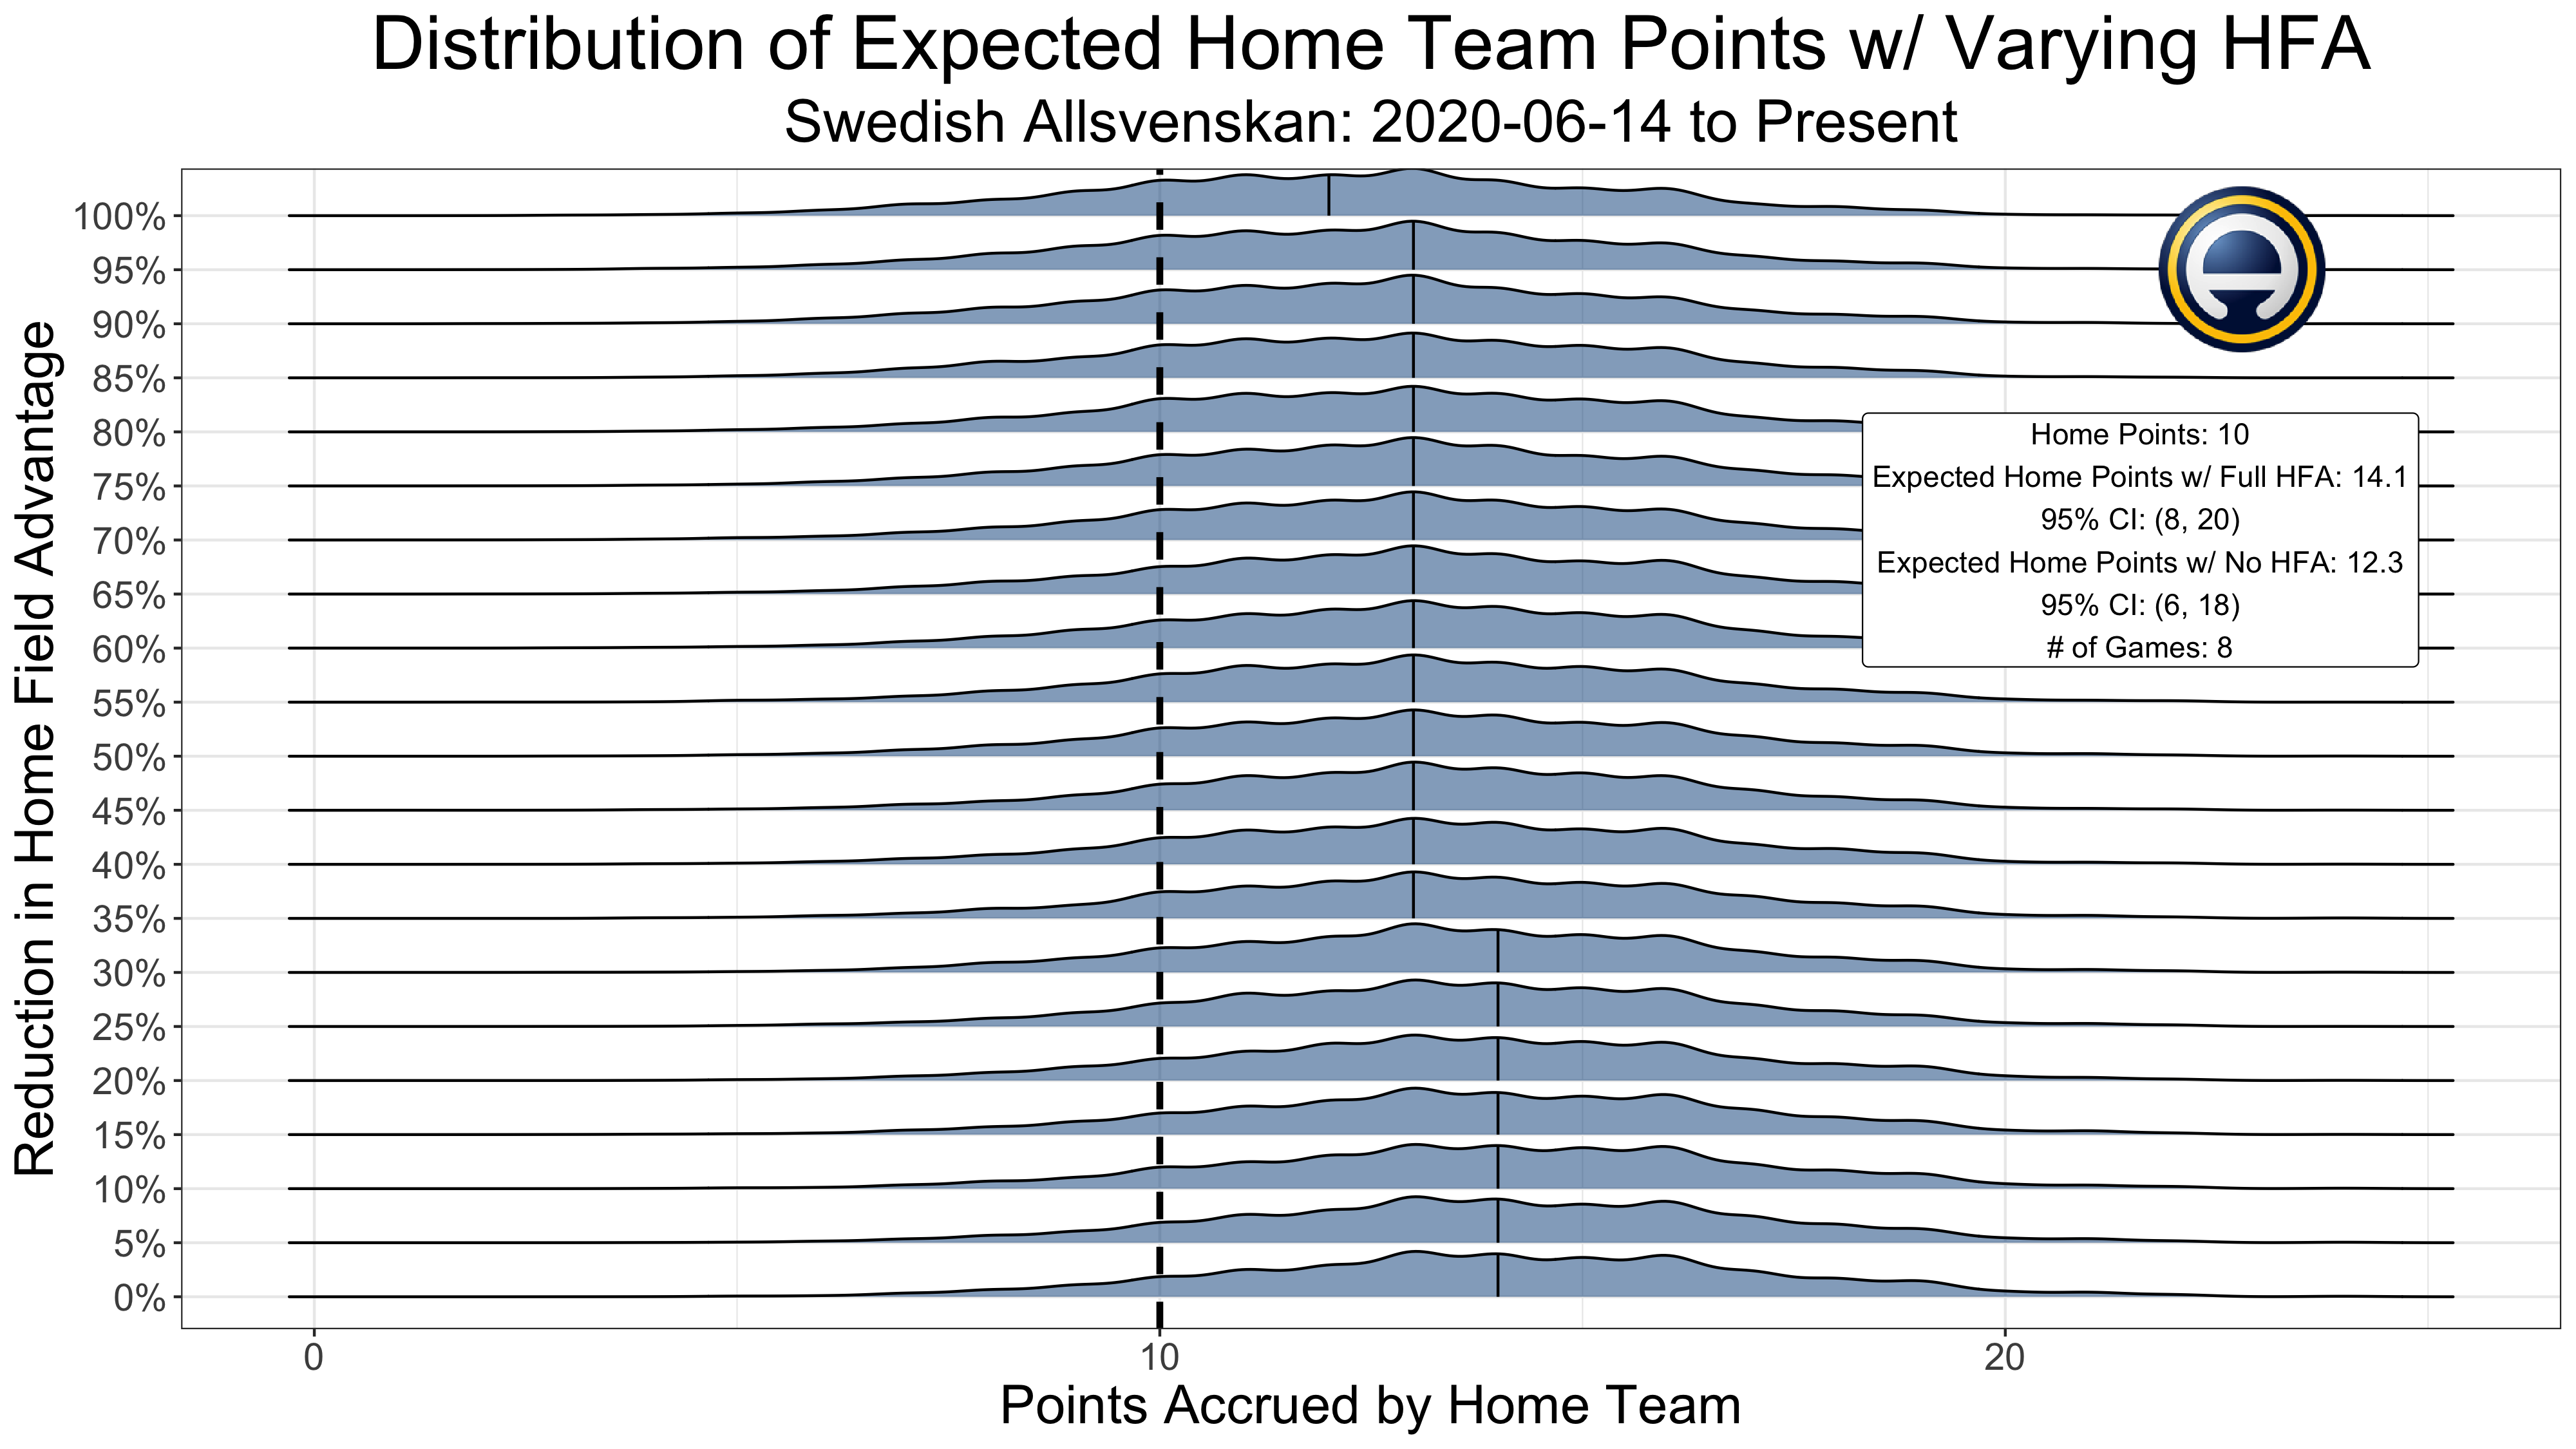 Distribution of Expected Home Team Points w/ Varying HFA
Swedish Allsvenskan: 2020-06-14 to Present
Reduction in Home Field Advantage
100%
95%
90%
85%
80%
75%
70%
65%
60%
55%
50%
45%
40%
35%
30%
25%
20%
15%
10%
5%
0%
Home Points: 10
Expected Home Points w/ Full HFA: 14.1
95% CI: (8, 20)
Expected Home Points w/ No HFA: 12.3
95% CI: (6, 18)
# of Games: 8
0 10 20
Points Accrued by Home Team